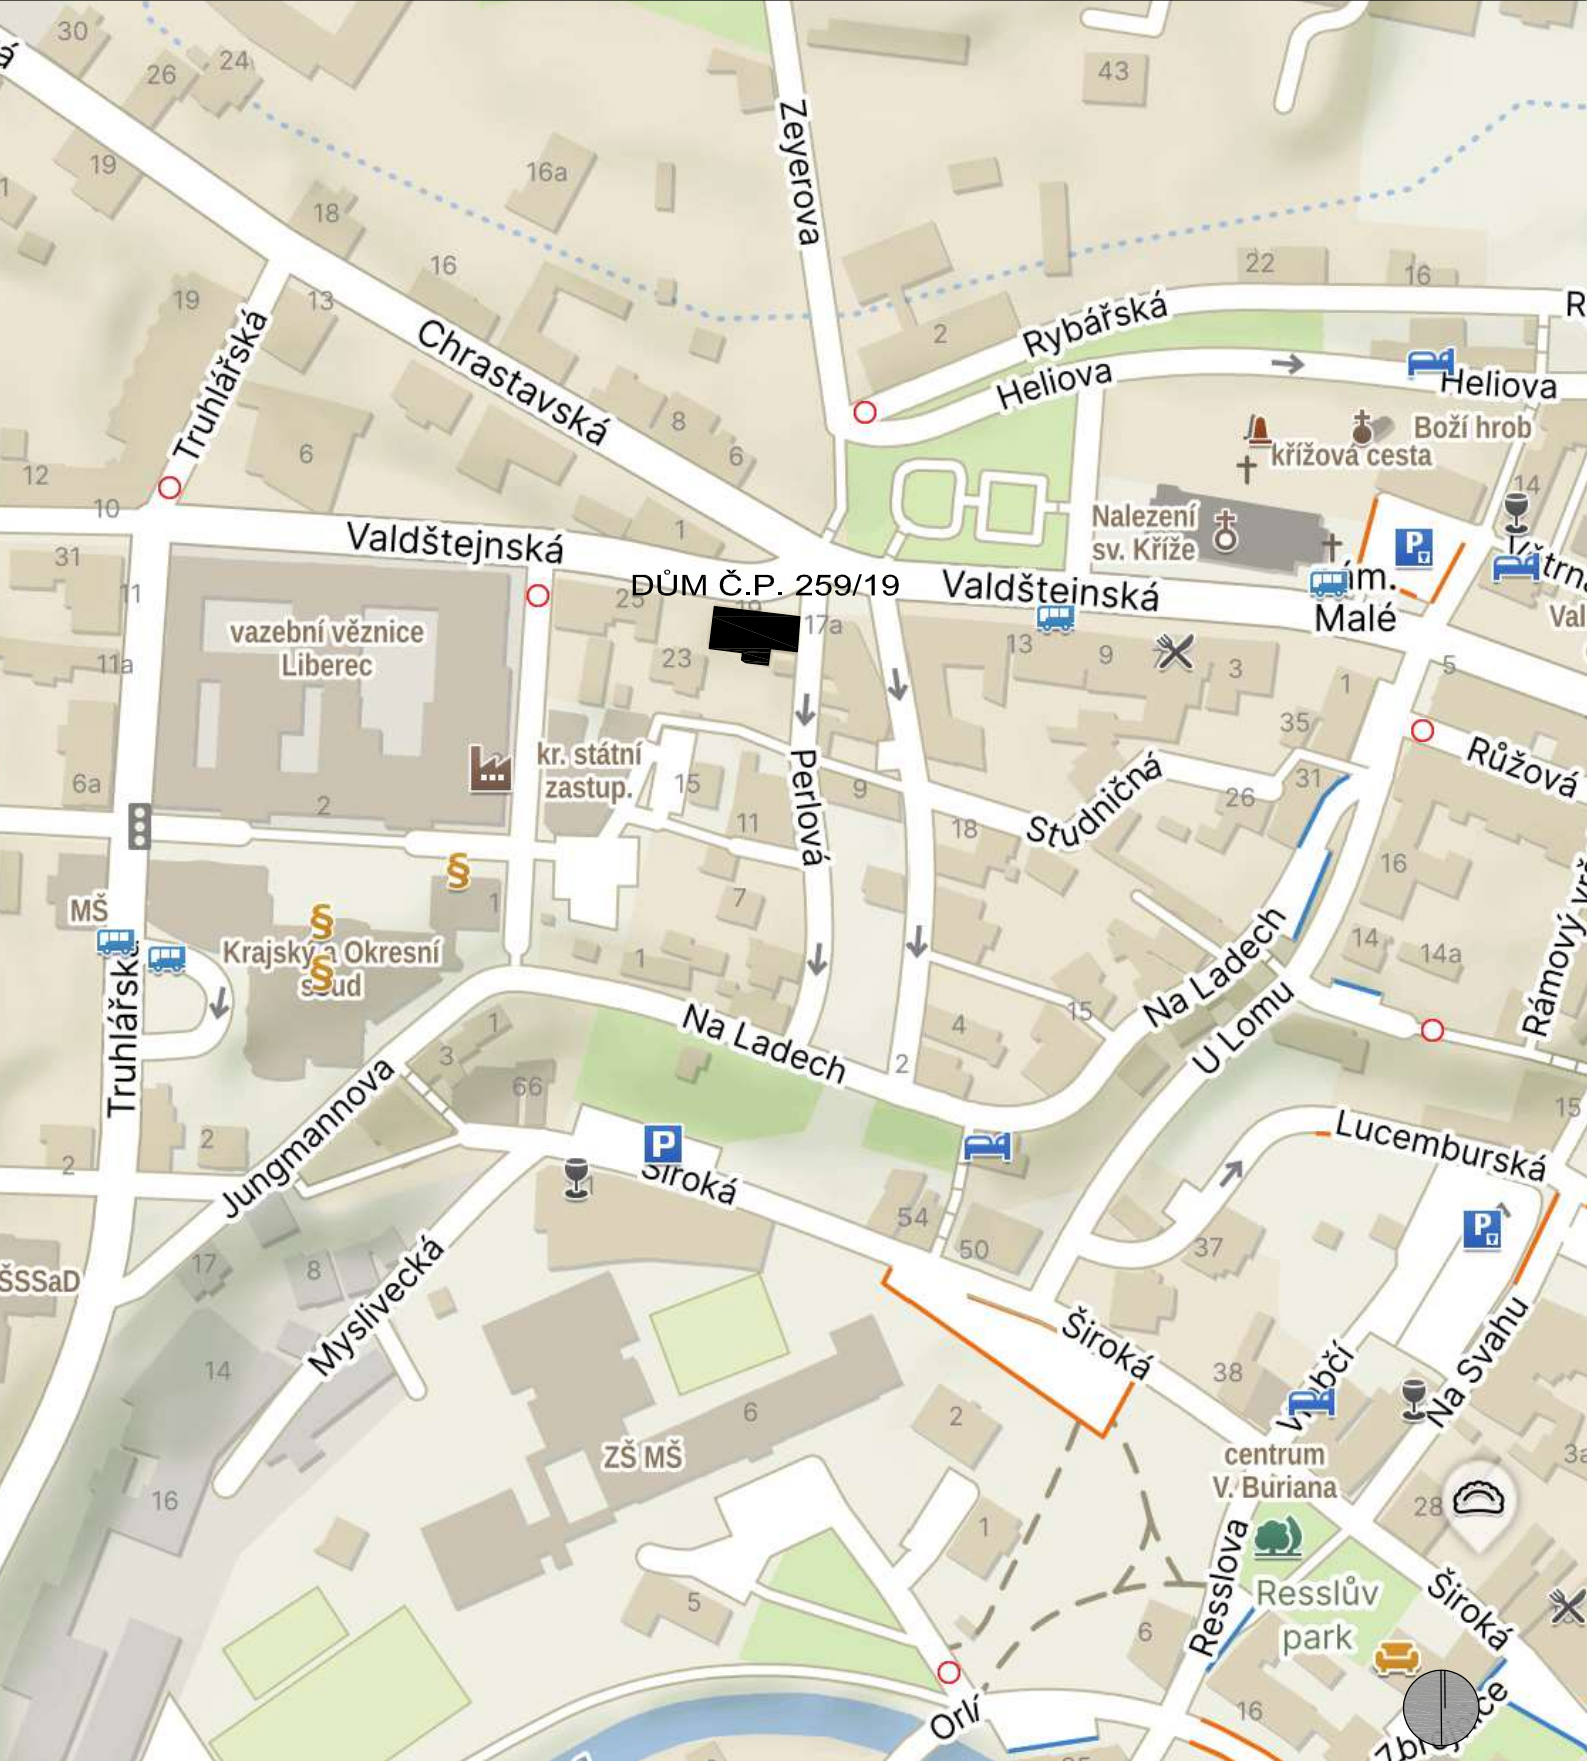 30
24
26
Zeyerova
43
19
16a
18
16
22
16
19
13
2
Rybářská
Truhlářská
Chrastavská
Heliova
Heliova
8
6
6
12
Boží hrob
křížová cesta
14
10
Valdštejnská
1
Nalezení
sv. Kříže
31
11
DŮM Č.P. 259/19
25
19
17a
Valdštejnská
Malé
vazební věznice
Liberec
11a
23
13
9
3
1
5
35
Růžová
kr. státní
zastup.
15
Perlová
9
Studničná
26
31
6a
2
11
18
16
MŠ
1
7
Krajský a Okresní
soud
1
14
14a
Na Ladech
Rámový vrš
Truhlářská
15
1
3
66
Na Ladech
4
2
U Lomu
15
Jungmannova
2
2
Široká
Lucemburská
54
50
37
ŠSSaD
17
8
Myslivecká
14
Široká
38
Vrabčí
Na Svahu
6
2
ZŠ MŠ
centrum
V. Buriana
16
28
3a
1
Resslova
Resslův
park
Široká
5
6
16
Orlí